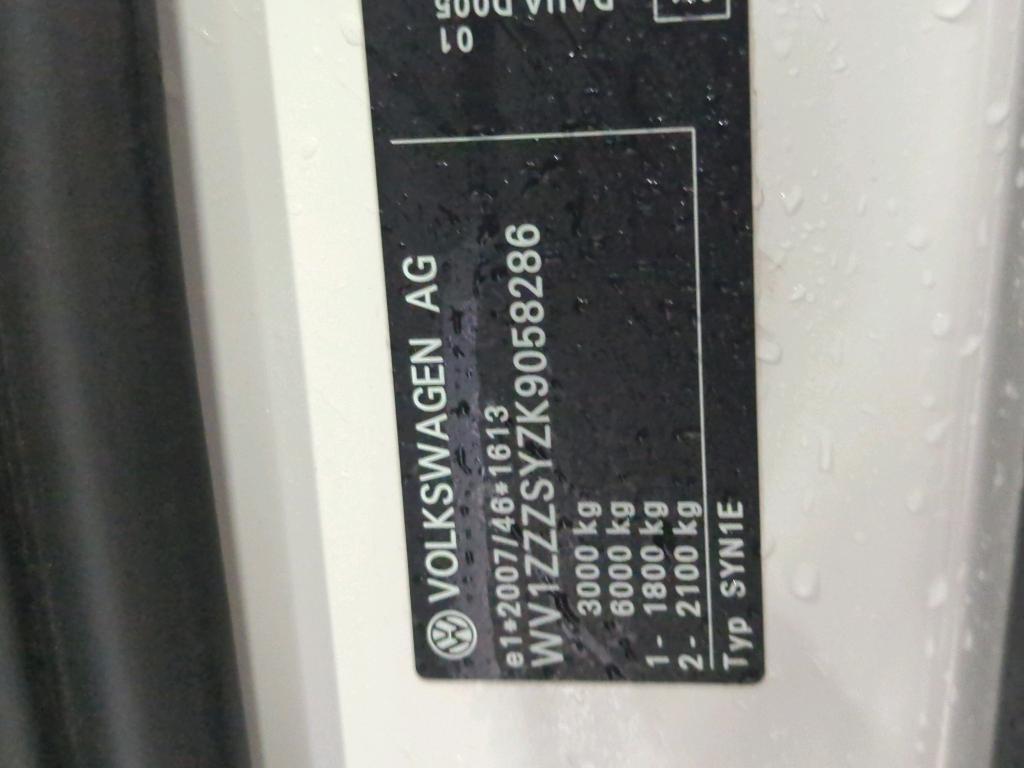 VOLKSWAGEN AG
e1*2007/46*1613
WV1ZZZSYZK9058286
3000 kg
6000 kg
1- 1800 kg
2- 2100 kg
Typ SYN1E
01